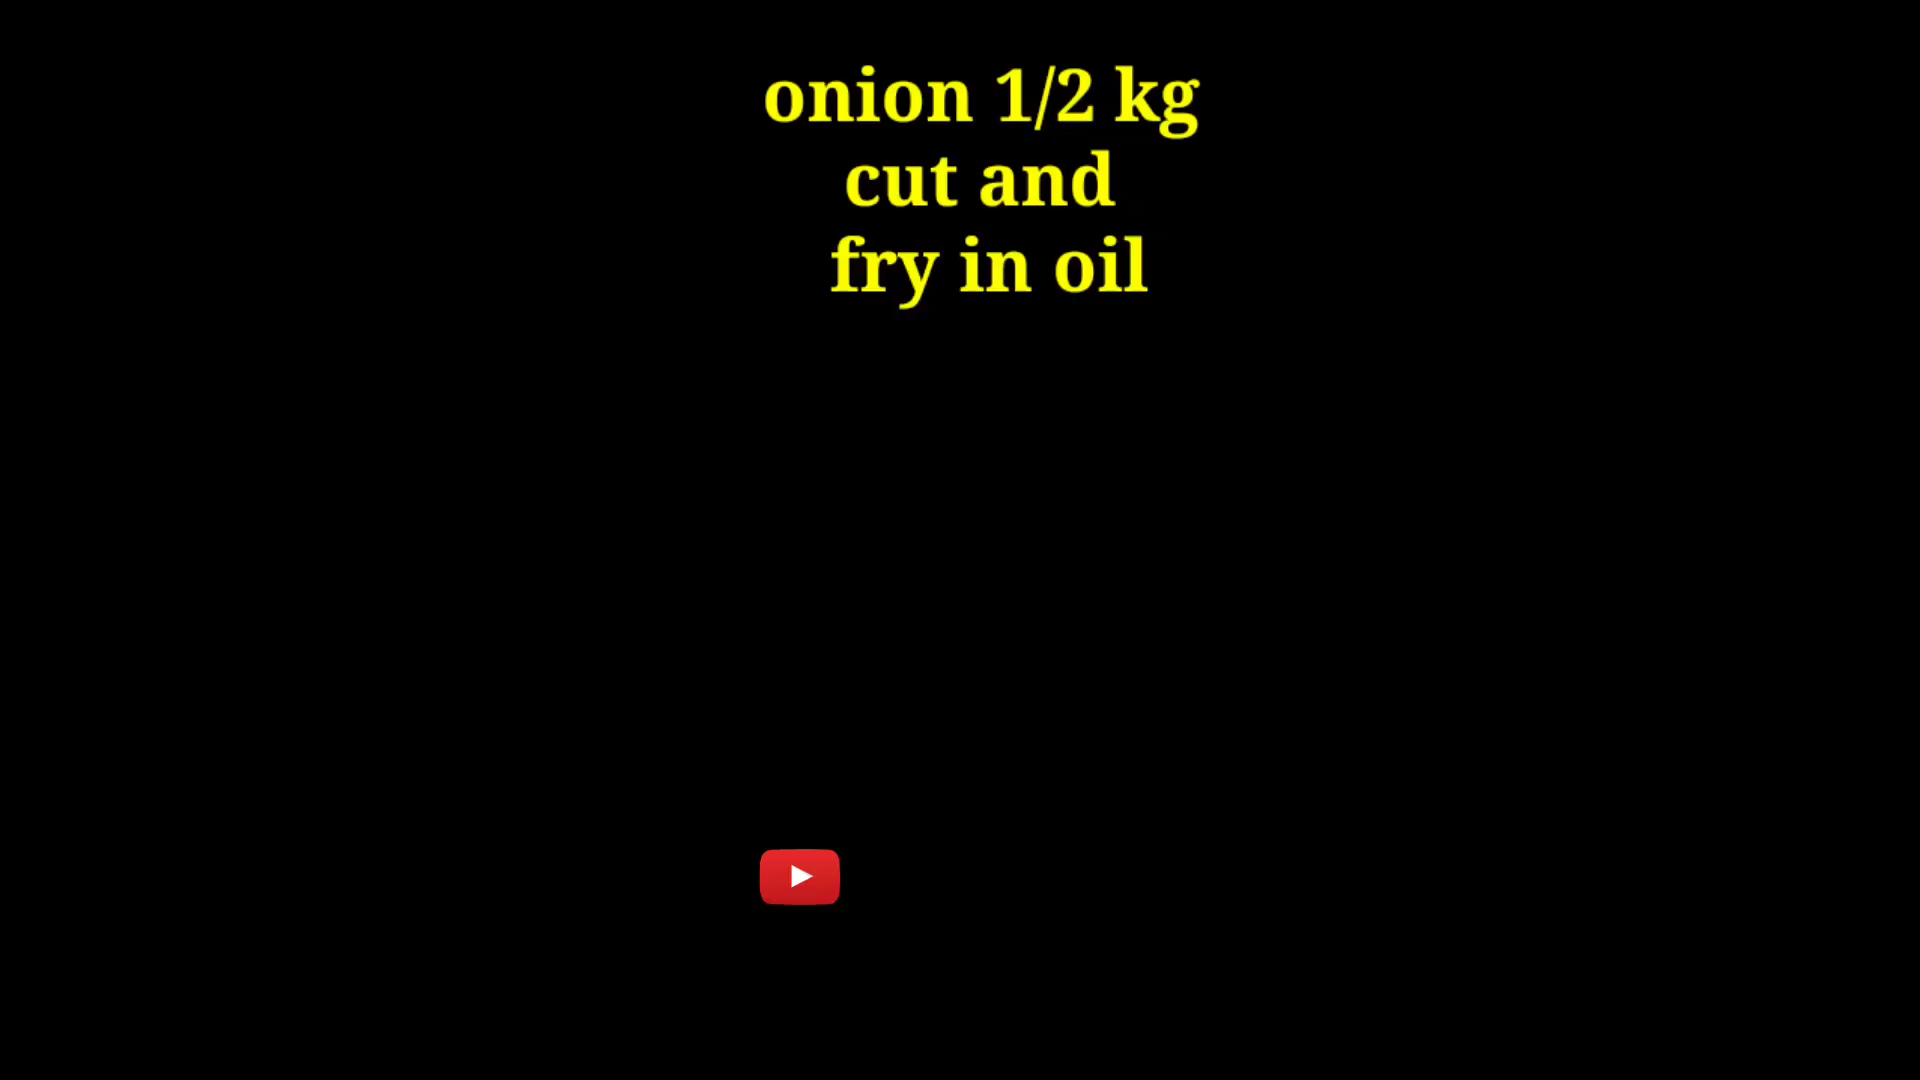 onion 1/2 kg
cut and
fry in oil